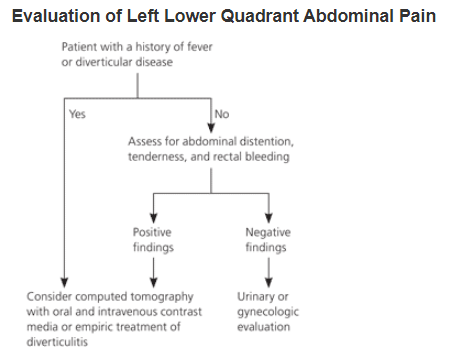 Evaluation of Left Lower Quadrant Abdominal Pain
Patient with a history of fever
or diverticular disease
Yes
No
Assess for abdominal distention,
tenderness, and rectal bleeding
Positive
findings
Negative
findings
Consider computed tomography
with oral and intravenous contrast
media or empiric treatment of
diverticulitis
Urinary or
gynecologic
evaluation